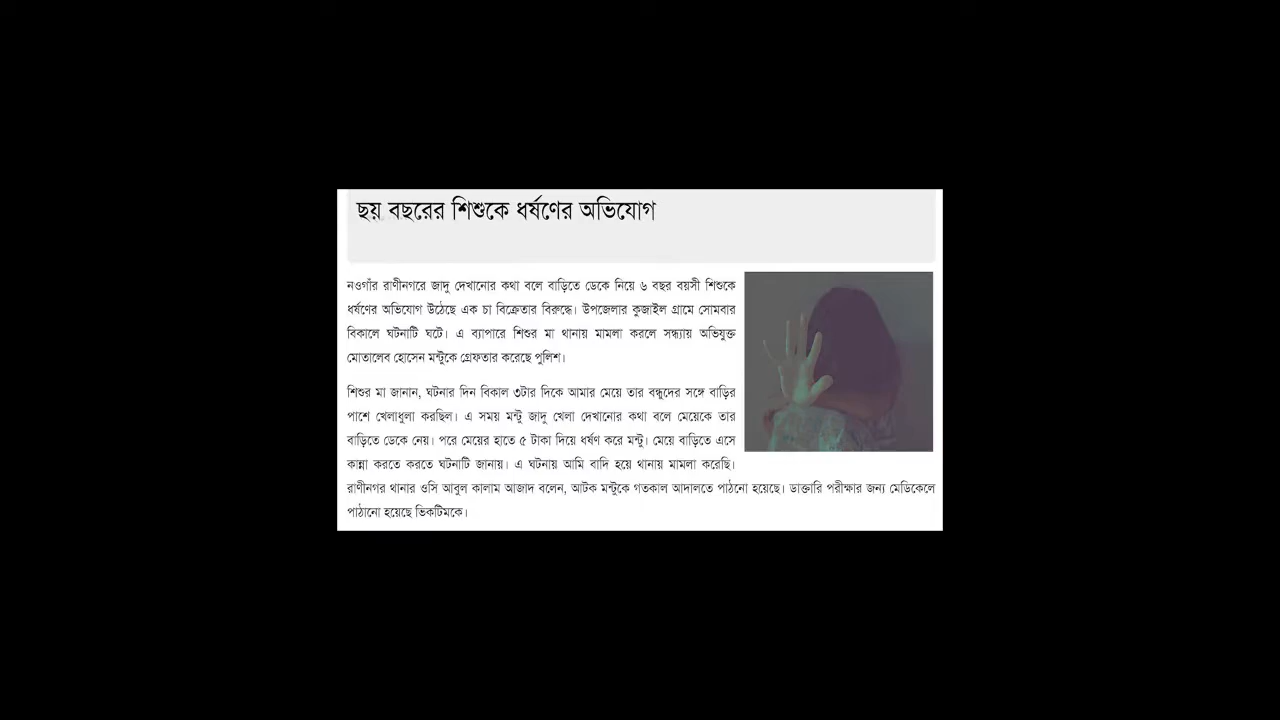 ছয় বছরের শিশুকে ধর্ষণের অভিযোগ
নওগাঁর রাণীনগরে জাদু দেখানোর কথা বলে বাড়িতে ডেকে নিয়ে ৬ বছর বয়সী শিশুকে
ধর্ষণের অভিযোগ উঠেছে এক চা বিক্রেতার বিরুদ্ধে। উপজেলার কুজাইল গ্রামে সোমবার
বিকালে ঘটনাটি ঘটে। এ ব্যাপারে শিশুর মা থানায় মামলা করলে সন্ধ্যায় অভিযুক্ত
মোতালেব হোসেন মন্টুকে গ্রেফতার করেছে পুলিশ।
শিশুর মা জানান, ঘটনার দিন বিকাল ৩টার দিকে আমার মেয়ে তার বন্ধুদের সঙ্গে বাড়ির
পাশে খেলাধুলা করছিল। এ সময় মন্টু জাদু খেলা দেখানোর কথা বলে মেয়েকে তার
বাড়িতে ডেকে নেয়। পরে মেয়ের হাতে ৫ টাকা দিয়ে ধর্ষণ করে মন্টু। মেয়ে বাড়িতে এসে
কান্না করতে করতে ঘটনাটি জানায়। এ ঘটনায় আমি বাদি হয়ে থানায় মামলা করেছি।
রাণীনগর থানার ওসি আবুল কালাম আজাদ বলেন, আটক মন্টুকে গতকাল আদালতে পাঠনো হয়েছে। ডাক্তারি পরীক্ষার জন্য মেডিকেলে
পাঠানো হয়েছে ভিকটিমকে।